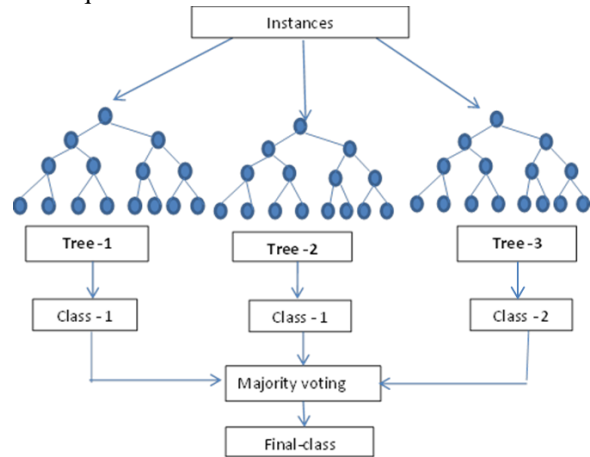 Instances
Tree -1
Tree -2
Tree -3
Class - 1
Class - 1
Class - 2
Majority voting
Final-class